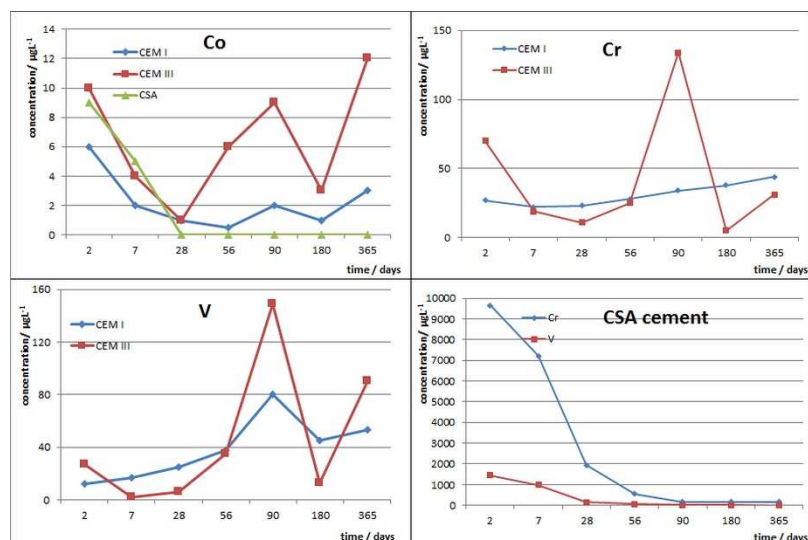 Co
CEM I
CEM III
CSA
concentration/ µgL⁻¹
14
12
10
8
6
4
2
0
2 7 28 56 90 180 365
time / days
Cr
CEM I
CEM III
concentration/ µgL⁻¹
150
100
50
0
2 7 28 56 90 180 365
time / days
V
CEM I
CEM III
concentration/ µgL⁻¹
160
120
80
40
0
2 7 28 56 90 180 365
time / days
CSA cement
Cr
V
concentration/ µgL⁻¹
10000
9000
8000
7000
6000
5000
4000
3000
2000
1000
0
2 7 28 56 90 180 365
time / days